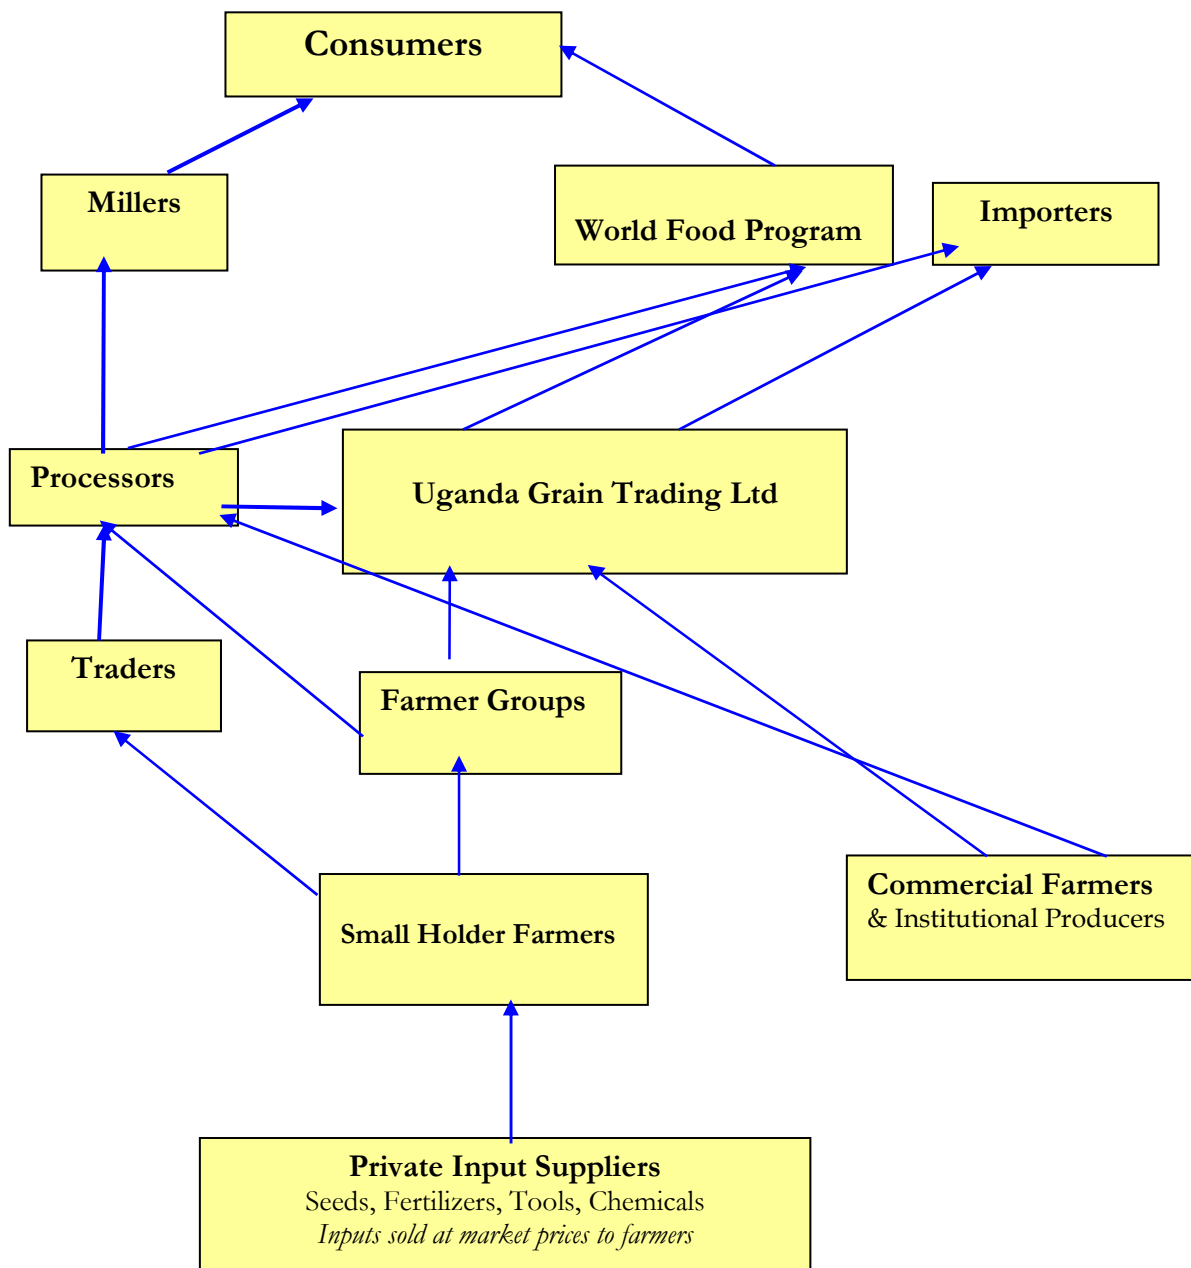 Consumers
Millers
World Food Program
Importers
Processors
Uganda Grain Trading Ltd
Traders
Farmer Groups
Commercial Farmers
& Institutional Producers
Small Holder Farmers
Private Input Suppliers
Seeds, Fertilizers, Tools, Chemicals
Inputs sold at market prices to farmers